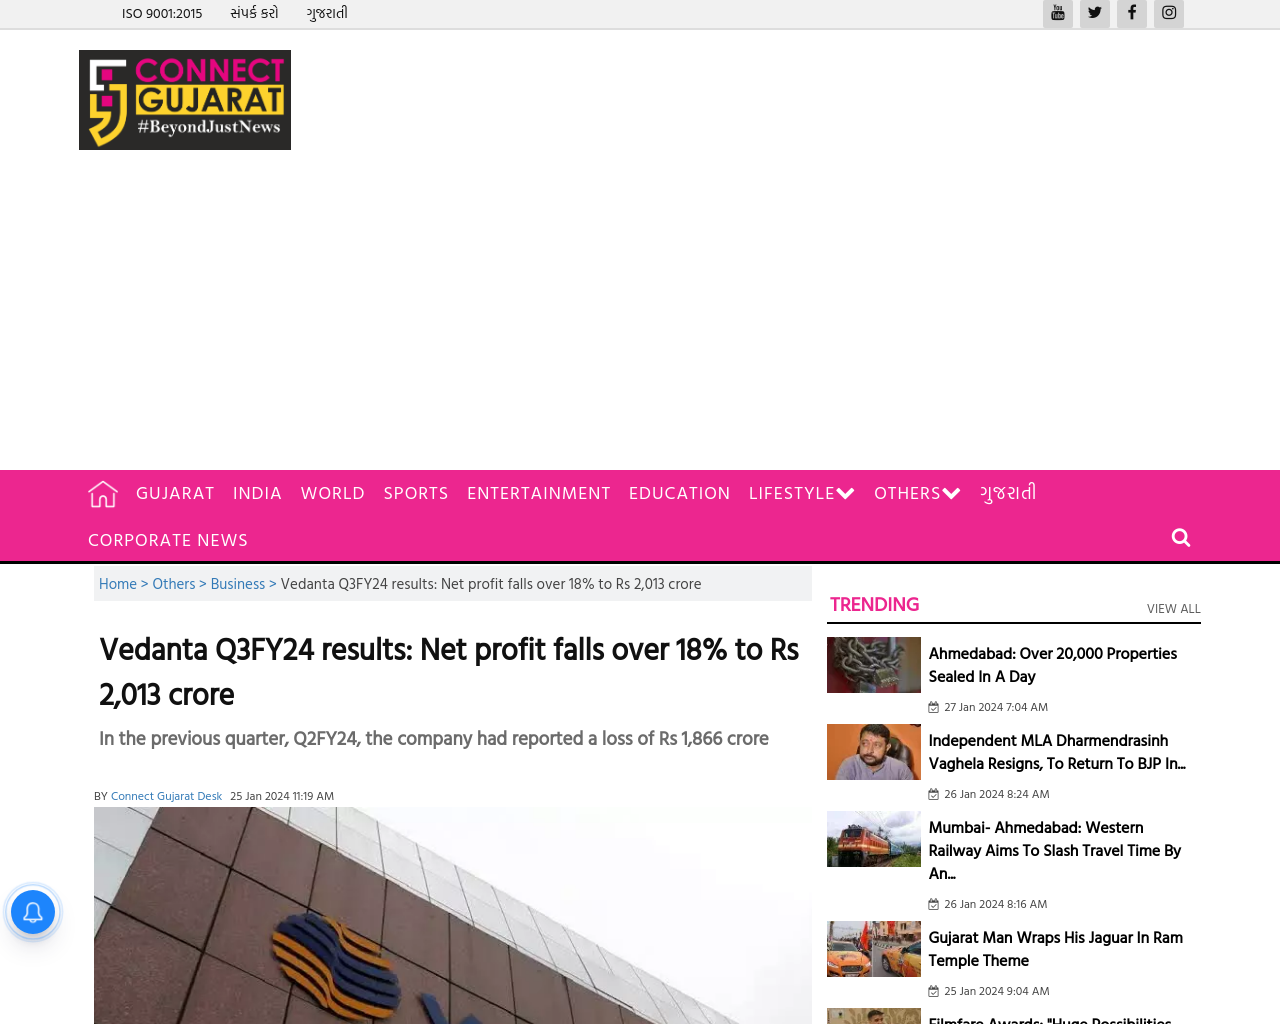 ISO 9001:2015 સંપર્ક કરો ગુજરાતી
You Tube
CONNECT
GUJARAT
#BeyondJustNews
GUJARAT INDIA WORLD SPORTS ENTERTAINMENT EDUCATION LIFESTYLE OTHERS ગુજરાતી
CORPORATE NEWS
Home > Others > Business > Vedanta Q3FY24 results: Net profit falls over 18% to Rs 2,013 crore
Vedanta Q3FY24 results: Net profit falls over 18% to Rs
2,013 crore
In the previous quarter, Q2FY24, the company had reported a loss of Rs 1,866 crore
BY Connect Gujarat Desk 25 Jan 2024 11:19 AM
TRENDING
VIEW ALL
Ahmedabad: Over 20,000 Properties
Sealed In A Day
27 Jan 2024 7:04 AM
Independent MLA Dharmendrasinh
Vaghela Resigns, To Return To BJP In...
26 Jan 2024 8:24 AM
Mumbai- Ahmedabad: Western
Railway Aims To Slash Travel Time By
An...
26 Jan 2024 8:16 AM
Gujarat Man Wraps His Jaguar In Ram
Temple Theme
25 Jan 2024 9:04 AM
Filmfare Awards: "Huge Possibilities